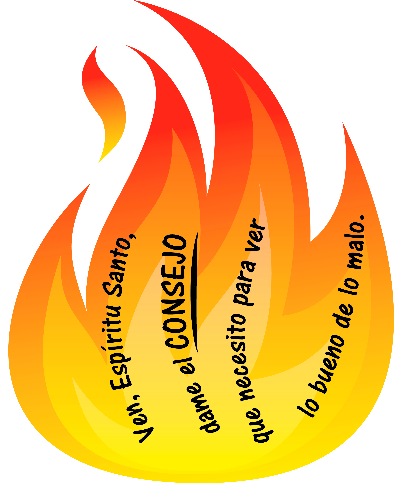 Ven, Espíritu Santo,
dame el CONSEJO
que necesito para ver
lo bueno de lo malo.